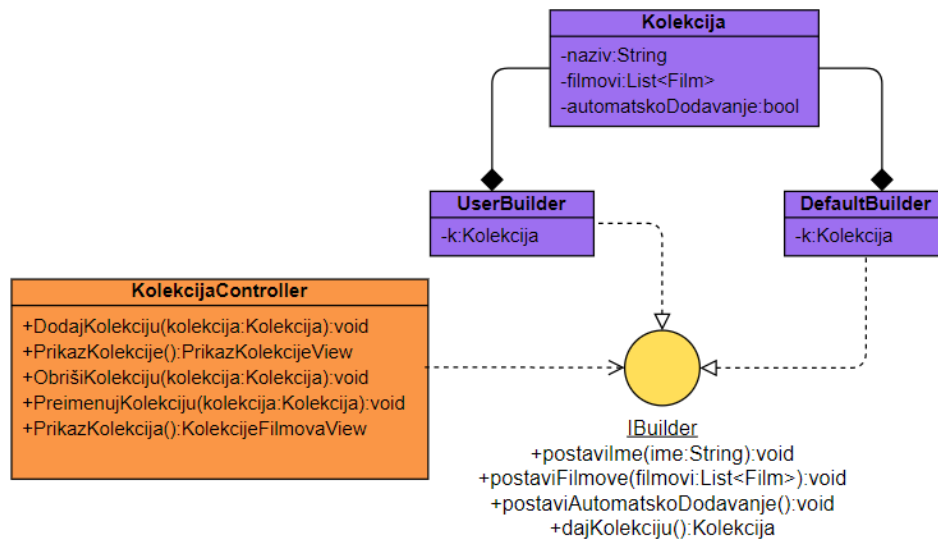 Kolekcija
-naziv:String
-filmovi:List<Film>
-automatskoDodavanje:bool
UserBuilder
-k:Kolekcija
DefaultBuilder
-k:Kolekcija
KolekcijaController
+DodajKolekciju(kolekcija:Kolekcija):void
+PrikazKolekcije():PrikazKolekcijeView
+ObrišiKolekciju(kolekcija:Kolekcija):void
+PreimenujKolekciju(kolekcija:Kolekcija):void
+PrikazKolekcija():KolekcijeFilmovaView
IBuilder
+postaviIme(ime:String):void
+postaviFilmove(filmovi:List<Film>):void
+postaviAutomatskoDodavanje():void
+dajKolekciju():Kolekcija